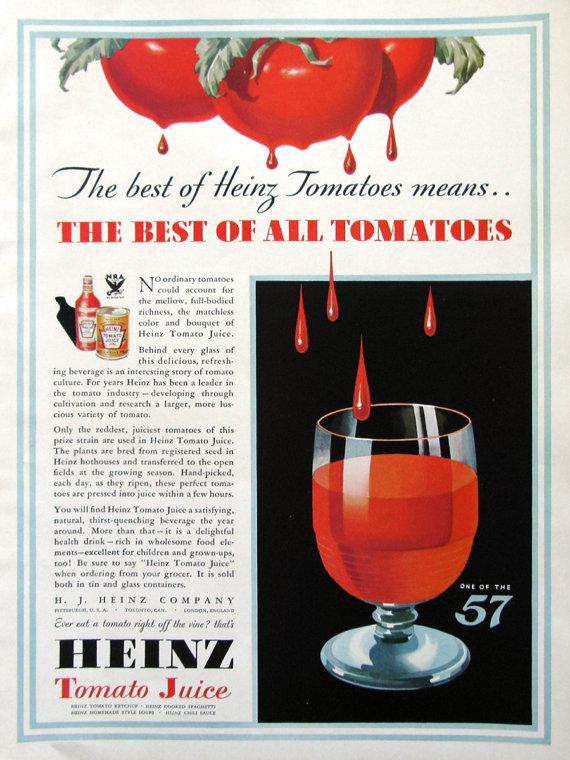 The best of Heinz Tomatoes means..
THE BEST OF ALL TOMATOES
NRA
NO ordinary tomatoes
could account for
the mellow, full-bodied
richness, the matchless
color and bouquet of
Heinz Tomato Juice.
Behind every glass of
this delicious, refresh-
ing beverage is an interesting story of tomato
culture. For years Heinz has been a leader in
the tomato industry—developing through
cultivation and research a larger, more lus-
cious variety of tomato.
Only the reddest, juiciest tomatoes of this
prize strain are used in Heinz Tomato Juice.
The plants are bred from registered seed in
Heinz hothouses and transferred to the open
fields at the growing season. Hand-picked,
each day, as they ripen, these perfect toma-
toes are pressed into juice within a few hours.
You will find Heinz Tomato Juice a satisfying,
natural, thirst-quenching beverage the year
around. More than that—it is a delightful
health drink—rich in wholesome food ele-
ments—excellent for children and grown-ups,
too! Be sure to say "Heinz Tomato Juice"
when ordering from your grocer. It is sold
both in tin and glass containers.
H. J. HEINZ COMPANY
PITTSBURGH, U. S. A. · TORONTO, CAN. · LONDON, ENGLAND
Ever eat a tomato right off the vine? that's
HEINZ
Tomato Juice
HEINZ TOMATO KETCHUP · HEINZ COOKED SPAGHETTI
HEINZ HOMEMADE STYLE SOUPS · HEINZ CHILI SAUCE
HEINZ
TOMATO
JUICE
ONE OF THE
57